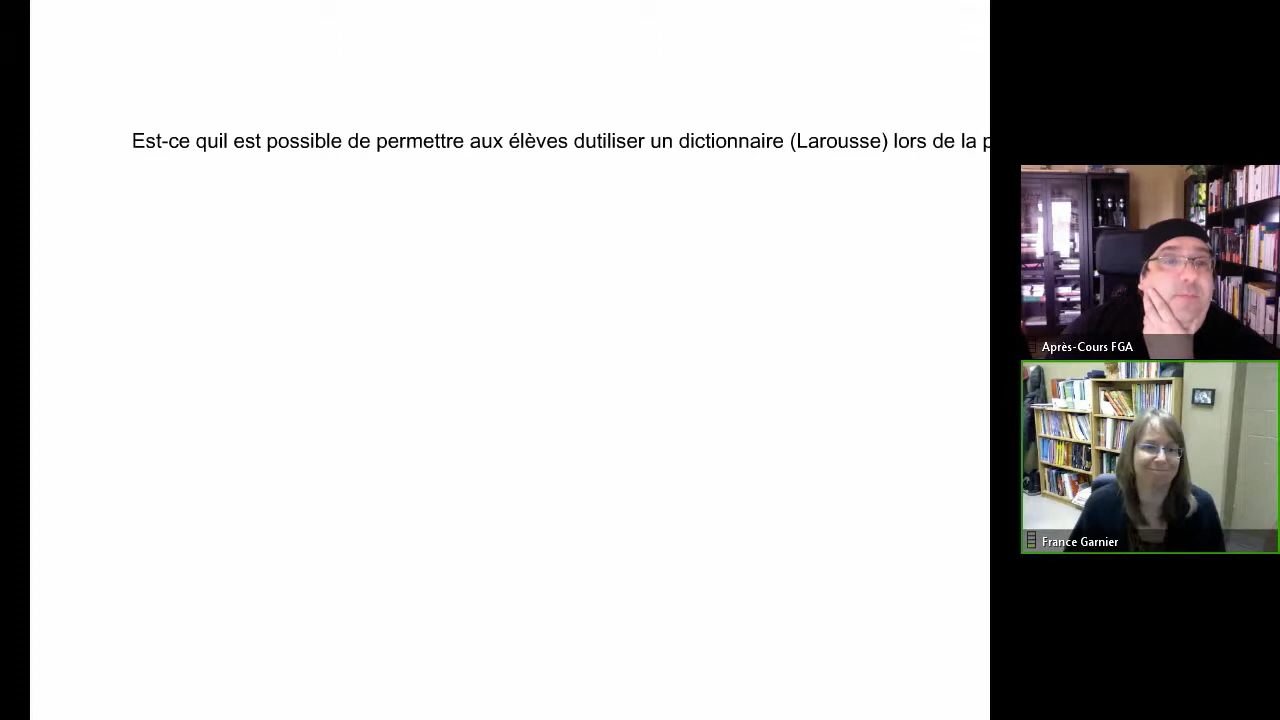 Est-ce quil est possible de permettre aux élèves dutiliser un dictionnaire (Larousse) lors de la p
Après-Cours FGA
France Garnier